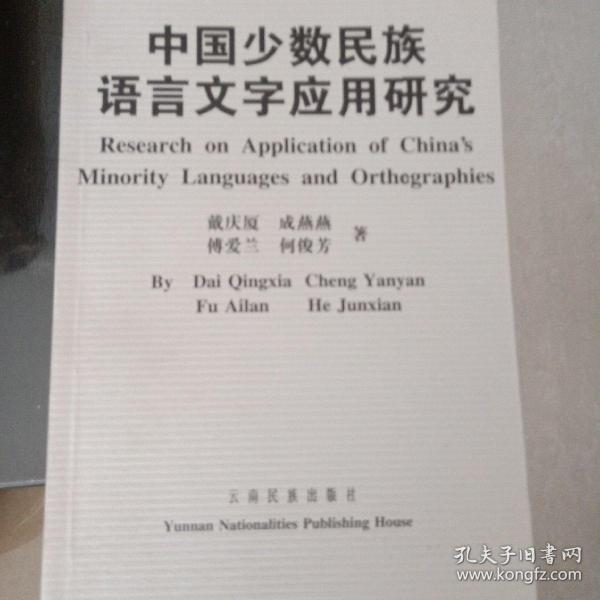 中国少数民族
语言文字应用研究
Research on Application of China's
Minority Languages and Orthographies
戴庆厦 成燕燕
傅爱兰 何俊芳 著
By Dai Qingxia Cheng Yanyan
Fu Ailan He Junxian
云南民族出版社
Yunnan Nationalities Publishing House
孔夫子旧书网
www.kongfz.com